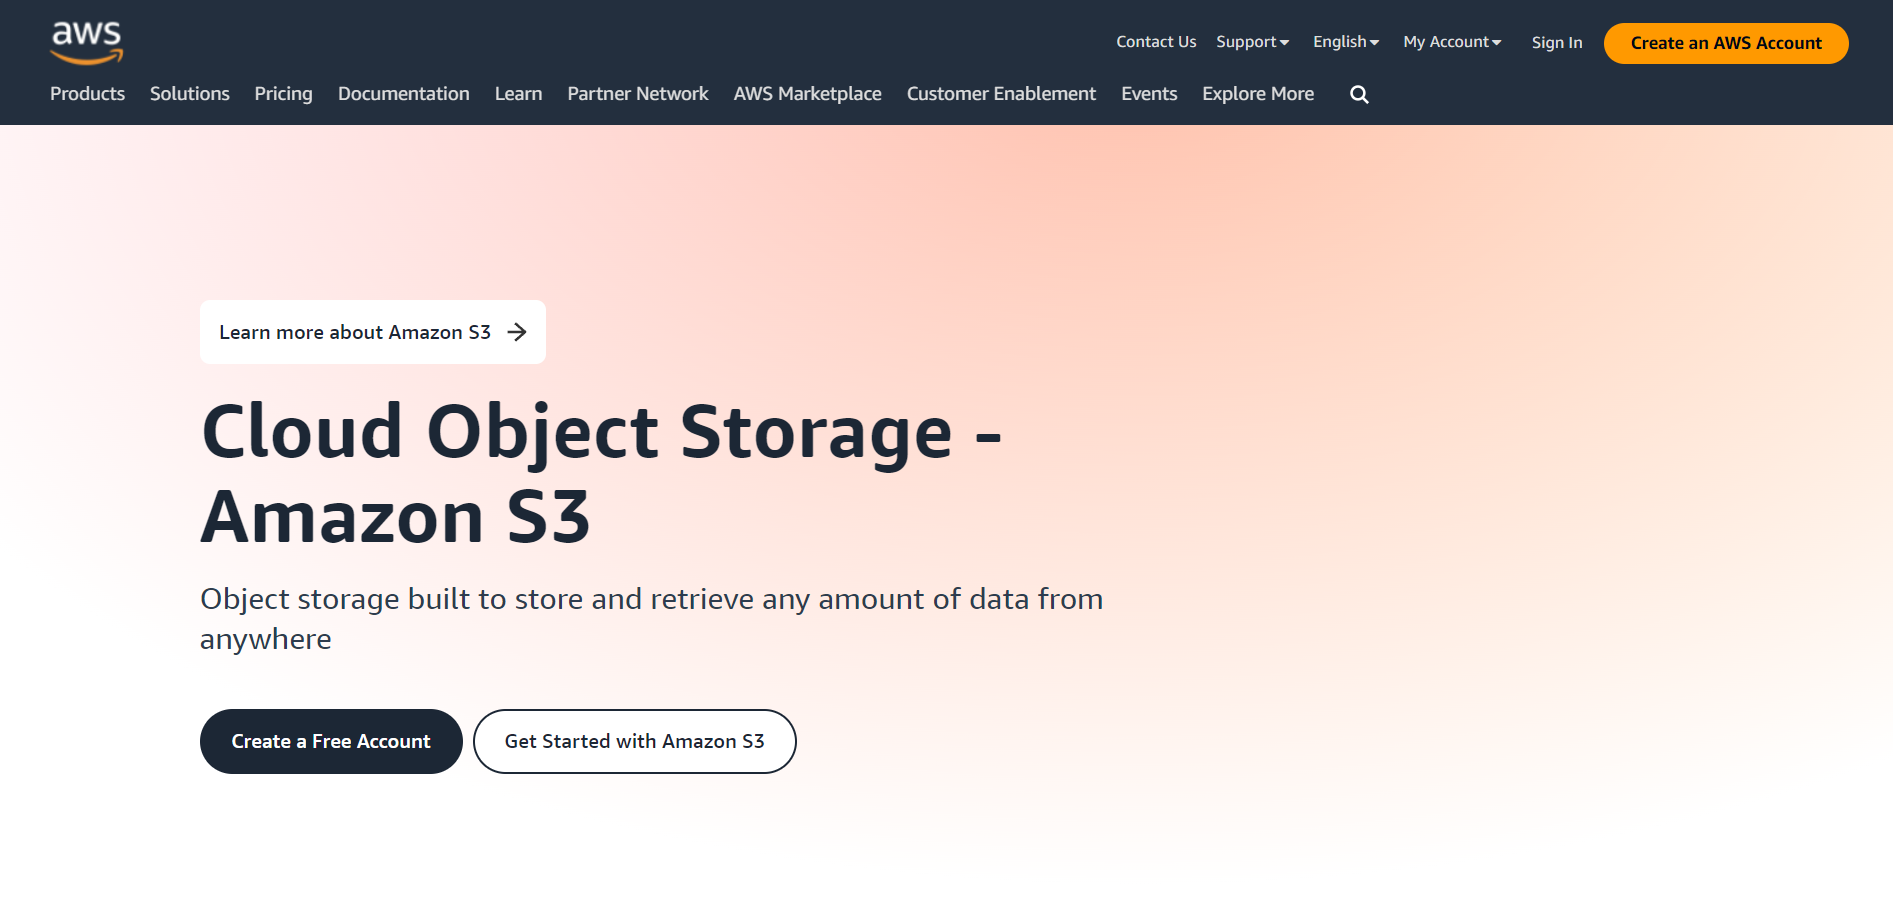 aws
Contact Us Support English My Account Sign In Create an AWS Account
Products Solutions Pricing Documentation Learn Partner Network AWS Marketplace Customer Enablement Events Explore More
Learn more about Amazon S3
Cloud Object Storage -
Amazon S3
Object storage built to store and retrieve any amount of data from
anywhere
Create a Free Account Get Started with Amazon S3